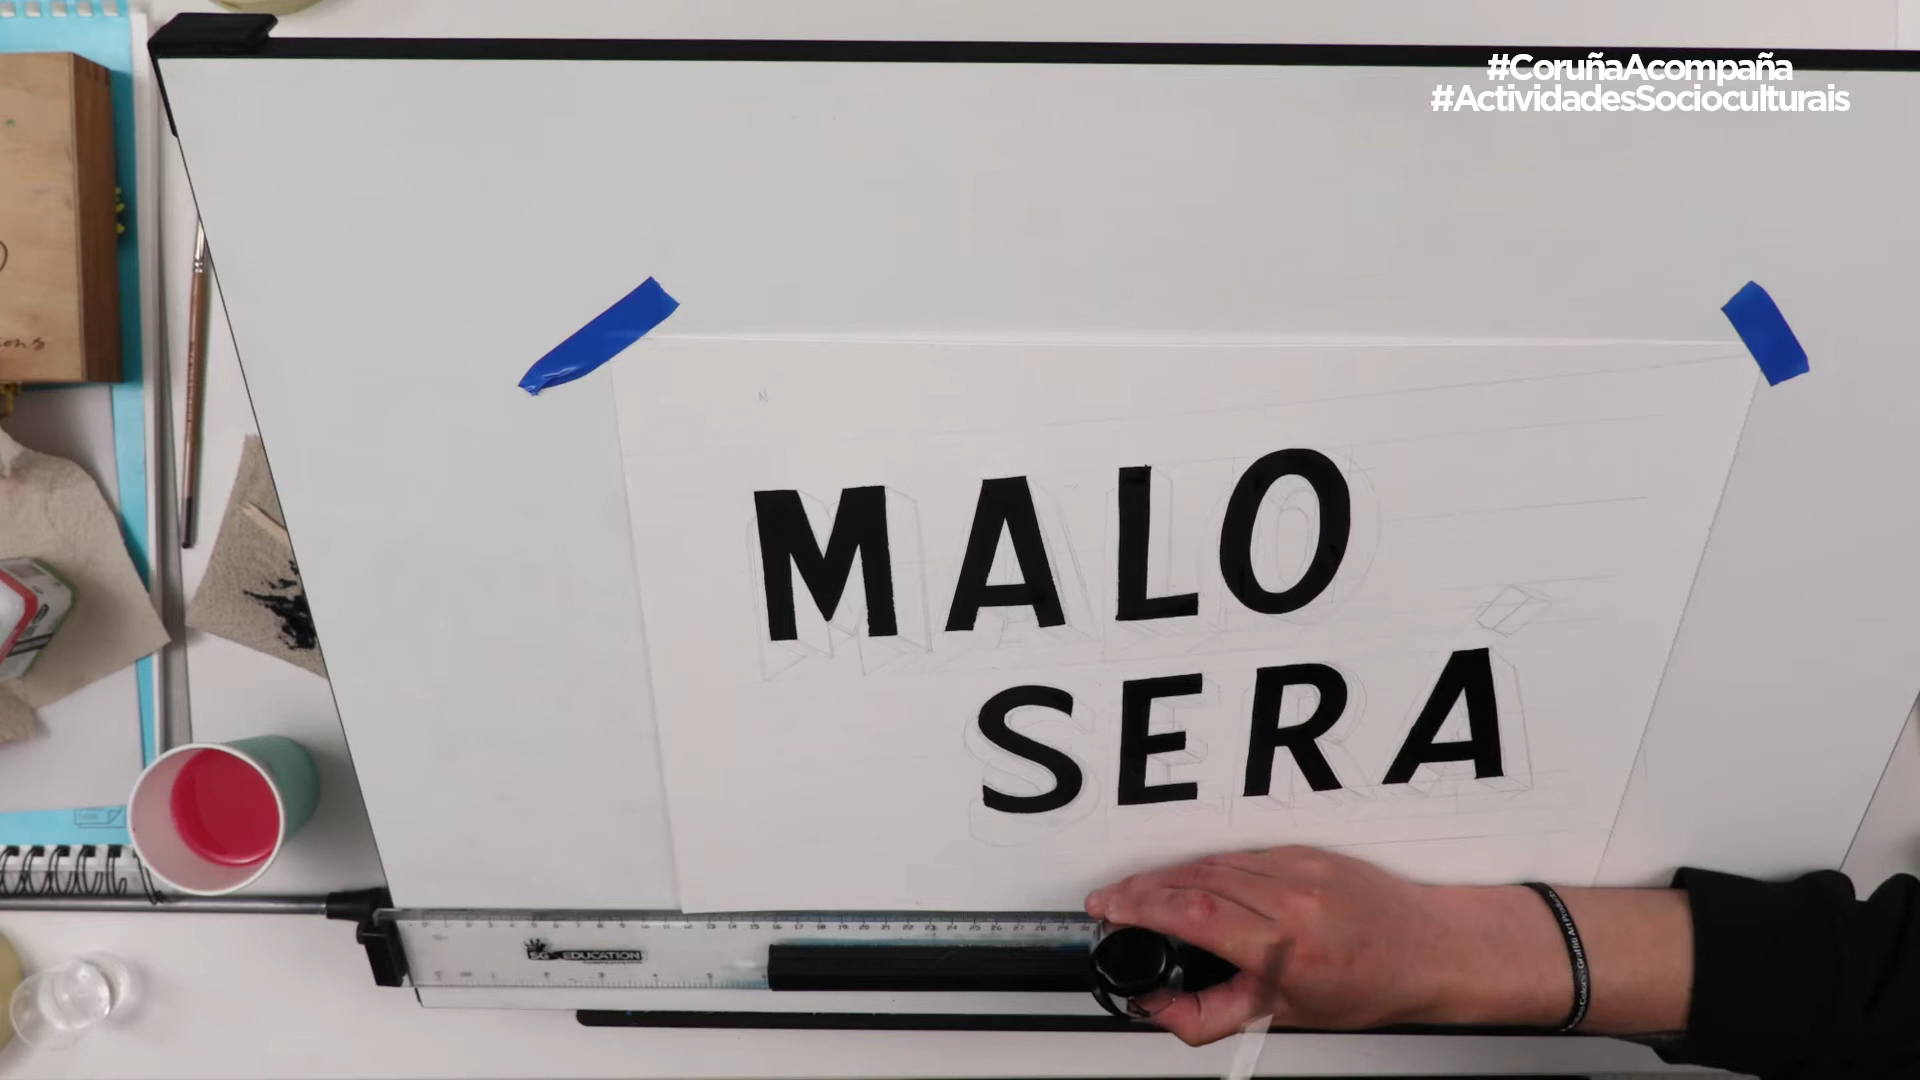 #CoruñaAcompaña
#ActividadesSocioculturais
MALO
SERA
EDUCATION